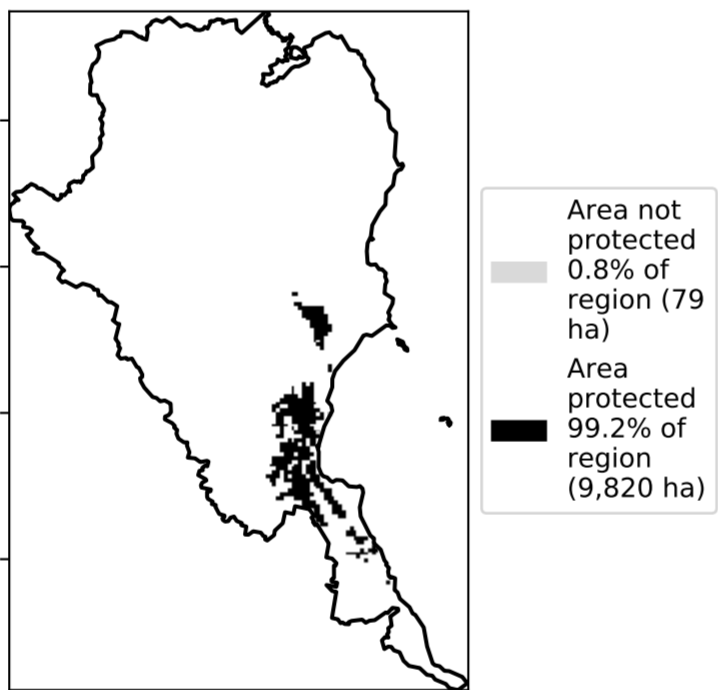 Area not
protected
0.8% of
region (79
ha)
Area
protected
99.2% of
region
(9,820 ha)